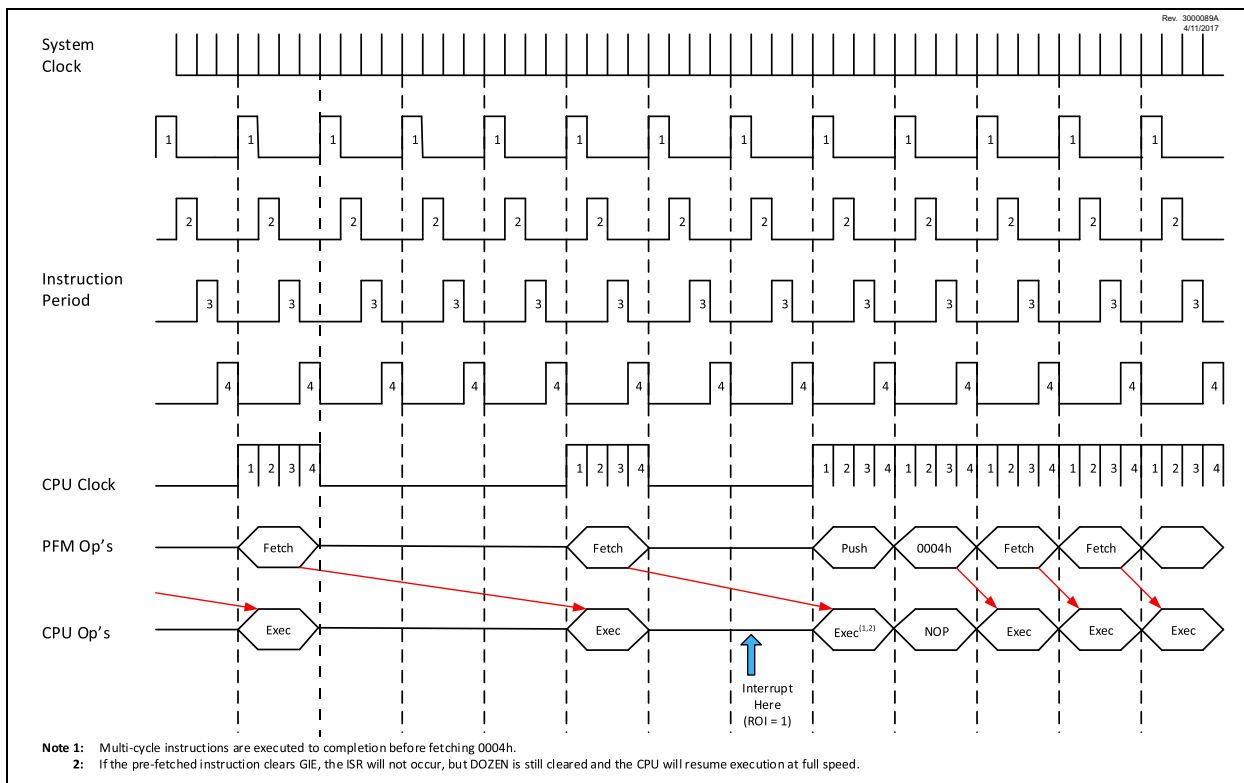 Rev. 3000089A
4/11/2017
System
Clock
1 1 1 1 1 1 1 1 1 1 1 1 1
2 2 2 2 2 2 2 2 2 2 2 2 2
Instruction
Period
3 3 3 3 3 3 3 3 3 3 3 3 3
4 4 4 4 4 4 4 4 4 4 4 4 4
CPU Clock
1 2 3 4 1 2 3 4 1 2 3 4 1 2 3 4 1 2 3 4 1 2 3 4 1 2 3 4
PFM Op's
Fetch Fetch Push 0004h Fetch Fetch
CPU Op's
Exec Exec Exec(1,2) NOP Exec Exec Exec
Interrupt
Here
(ROI = 1)
Note 1: Multi-cycle instructions are executed to completion before fetching 0004h.
2: If the pre-fetched instruction clears GIE, the ISR will not occur, but DOZEN is still cleared and the CPU will resume execution at full speed.